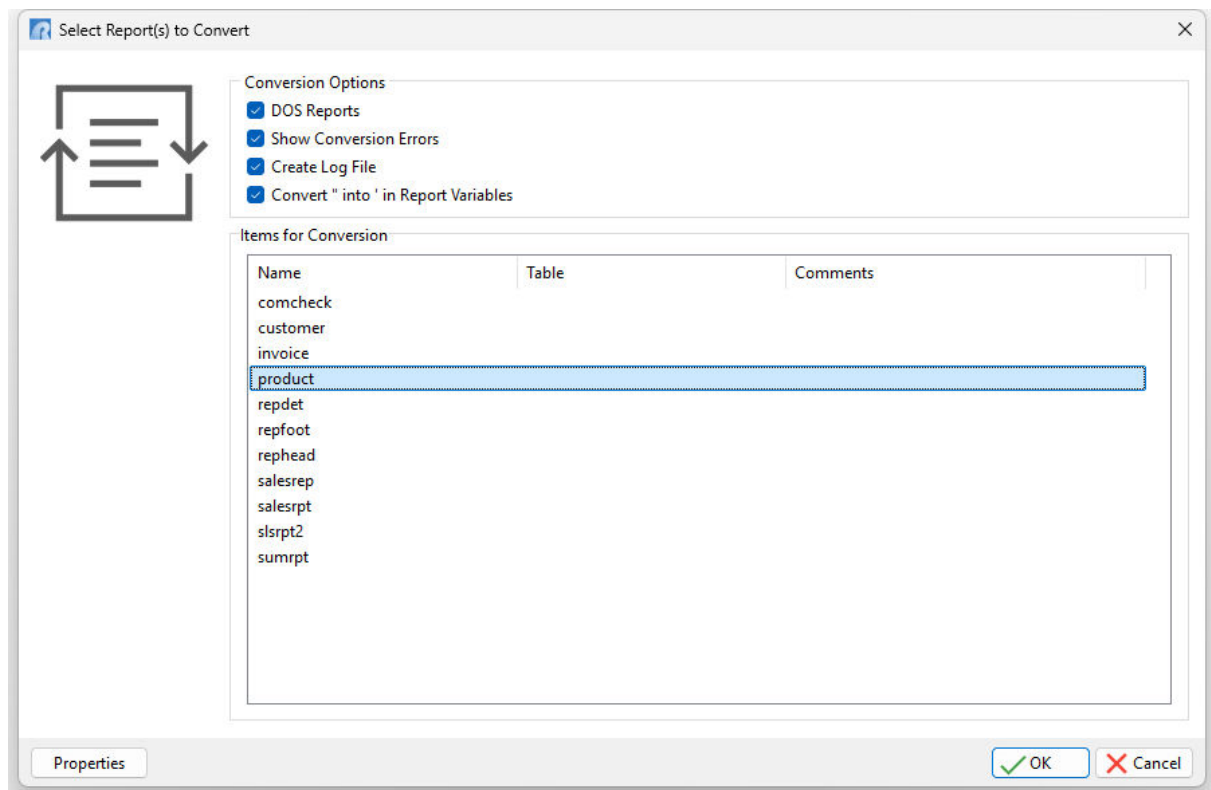 Select Report(s) to Convert
Conversion Options
DOS Reports
Show Conversion Errors
Create Log File
Convert " into ' in Report Variables
Items for Conversion
Name Table Comments
comcheck
customer
invoice
product
repdet
repfoot
rephead
salesrep
salesrpt
slsrpt2
sumrpt
Properties OK Cancel